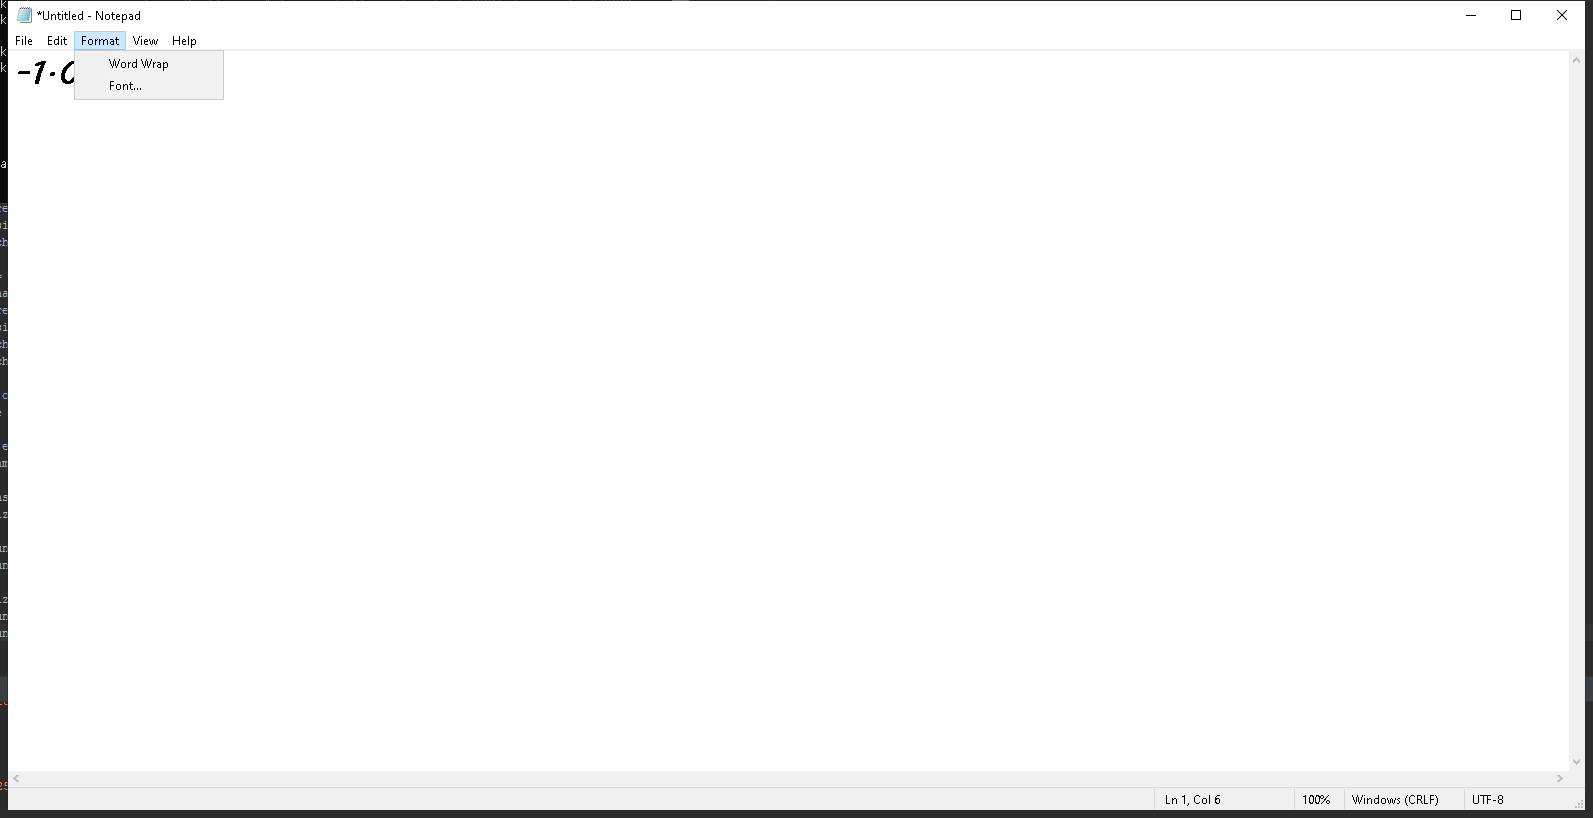 *Untitled - Notepad
File Edit Format View Help
Word Wrap
-1.0
Font...
Ln 1, Col 6 100% Windows (CRLF) UTF-8